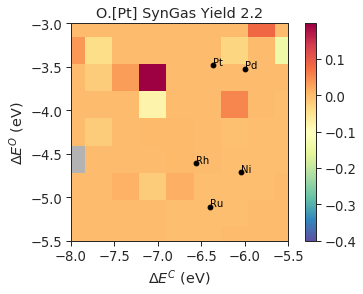 O.[Pt] SynGas Yield 2.2
ΔE^O (eV)
−3.0
−3.5
−4.0
−4.5
−5.0
−5.5
Pt
Pd
Rh
Ni
Ru
0.1
0.0
−0.1
−0.2
−0.3
−0.4
−8.0 −7.5 −7.0 −6.5 −6.0 −5.5
ΔE^C (eV)